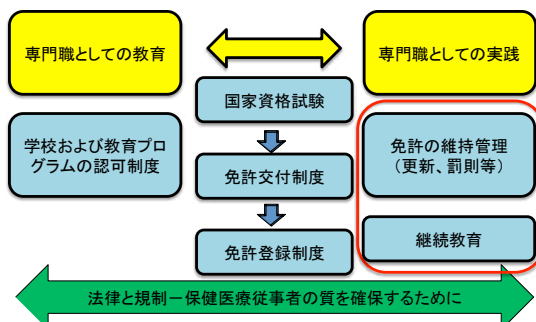 専門職としての教育
専門職としての実践
国家資格試験
学校および教育プロ
グラムの認可制度
免許の維持管理
(更新、罰則等)
免許交付制度
免許登録制度
継続教育
法律と規制－保健医療従事者の質を確保するために